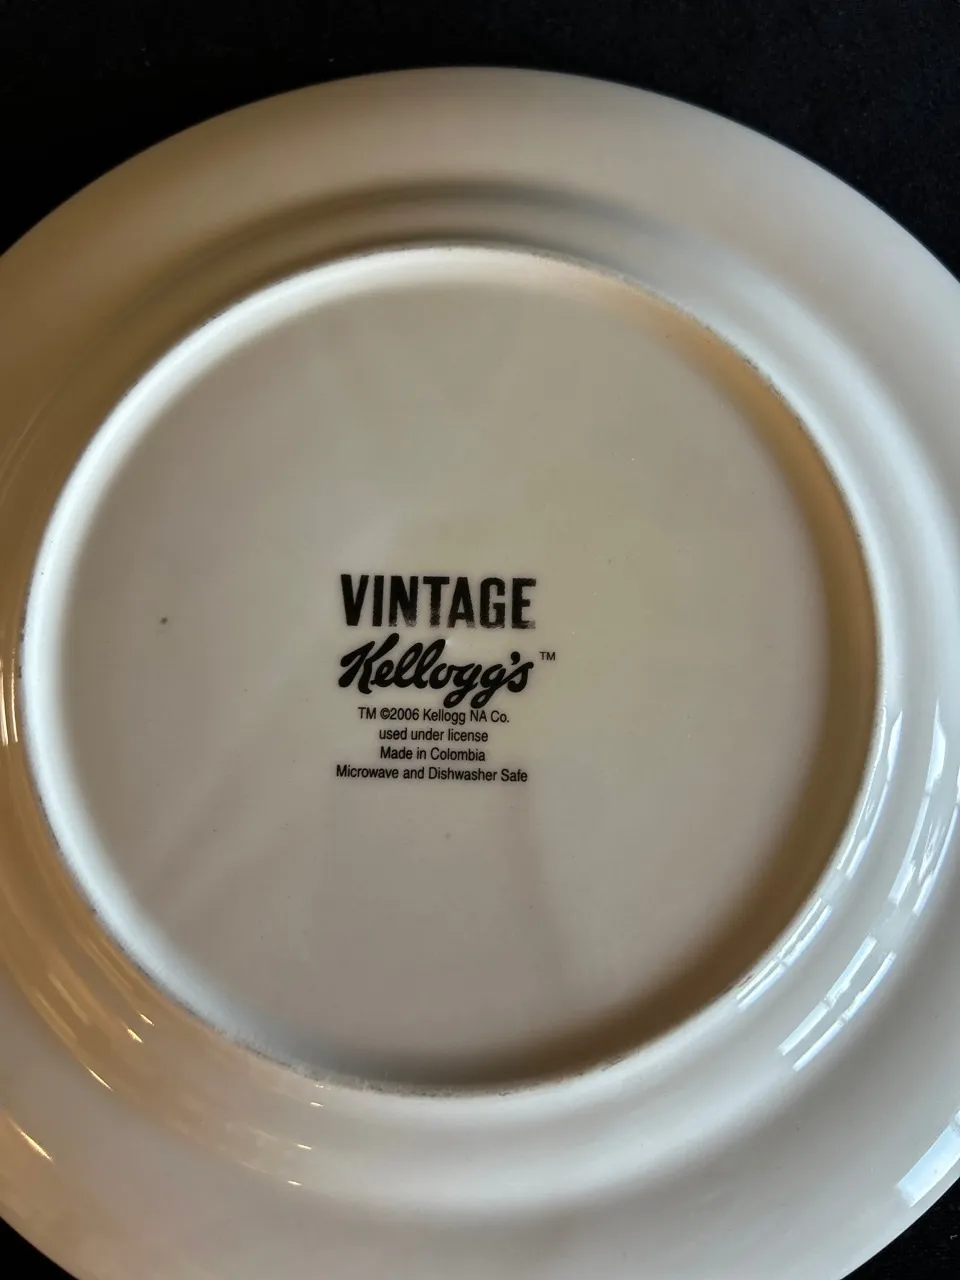 VINTAGE
Kellogg's™
TM ©2006 Kellogg NA Co.
used under license
Made in Colombia
Microwave and Dishwasher Safe